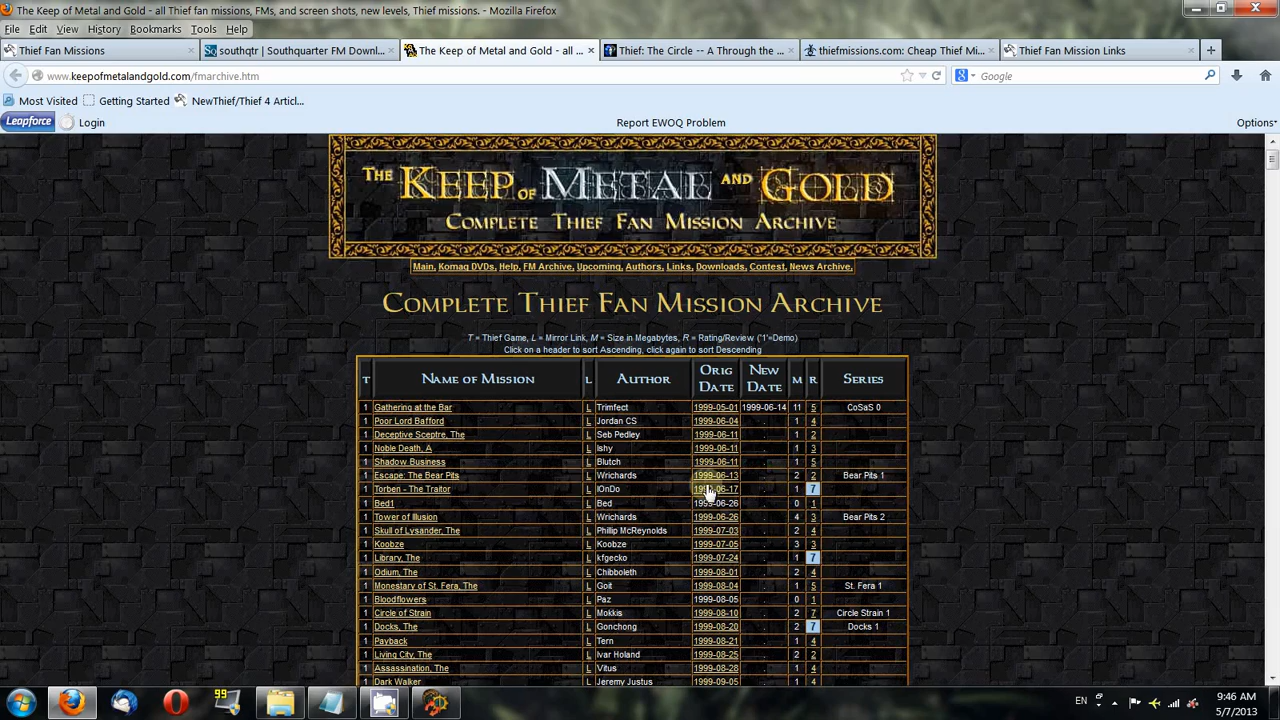 The Keep of Metal and Gold - all Thief fan missions, FMs, and screen shots, new levels, Thief missions. - Mozilla Firefox
File Edit View History Bookmarks Tools Help
Thief Fan Missions × southqtr | Southquarter FM Downl... × The Keep of Metal and Gold - all ... × Thief: The Circle -- A Through the ... × thiefmissions.com: Cheap Thief Mi... × Thief Fan Mission Links × +
www.keepofmetalandgold.com/fmarchive.htm Google
Most Visited Getting Started NewThief/Thief 4 Articl...
Leapforce Login Report EWOQ Problem Options
THE KEEP OF METAL AND GOLD
COMPLETE THIEF FAN MISSION ARCHIVE
Main, Komag DVDs, Help, FM Archive, Upcoming, Authors, Links, Downloads, Contest, News Archive,
COMPLETE THIEF FAN MISSION ARCHIVE
T = Thief Game, L = Mirror Link, M = Size in Megabytes, R = Rating/Review ('1'=Demo)
Click on a header to sort Ascending, click again to sort Descending
T NAME OF MISSION L AUTHOR ORIG DATE NEW DATE M R SERIES
1 Gathering at the Bar L Trimfect 1999-05-01 1999-06-14 11 5 CoSaS 0
1 Poor Lord Bafford L Jordan CS 1999-06-04 . 1 4
1 Deceptive Sceptre, The L Seb Pedley 1999-06-11 . 1 2
1 Noble Death, A L Ishy 1999-06-11 . 1 3
1 Shadow Business L Blutch 1999-06-11 . 1 5
1 Escape: The Bear Pits L Wrichards 1999-06-13 . 2 2 Bear Pits 1
1 Torben - The Traitor L IOnDo 1999-06-17 . 1 7
1 Bed1 L Bed 1999-06-26 . 0 1
1 Tower of Illusion L Wrichards 1999-06-26 . 4 3 Bear Pits 2
1 Skull of Lysander, The L Phillip McReynolds 1999-07-03 . 2 4
1 Koobze L Koobze 1999-07-05 . 3 3
1 Library, The L kfgecko 1999-07-24 . 1 7
1 Odium, The L Chibboleth 1999-08-01 . 2 4
1 Monestary of St. Fera, The L Goit 1999-08-04 . 1 5 St. Fera 1
1 Bloodflowers L Paz 1999-08-05 . 0 1
1 Circle of Strain L Mokkis 1999-08-10 . 2 7 Circle Strain 1
1 Docks, The L Gonchong 1999-08-20 . 2 7 Docks 1
1 Payback L Tern 1999-08-21 . 1 4
1 Living City, The L Ivar Holand 1999-08-25 . 2 2
1 Assassination, The L Vitus 1999-08-28 . 1 4
1 Dark Walker L Jeremy Justus 1999-09-05 . 1 4
99 EN 9:46 AM
5/7/2013